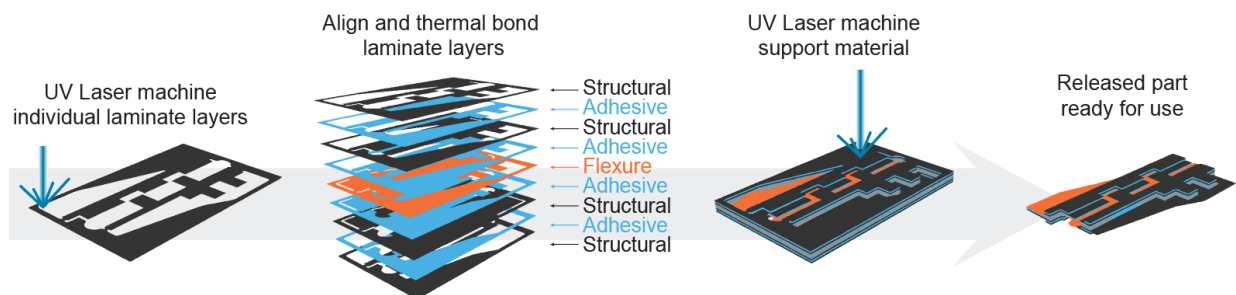 UV Laser machine
individual laminate layers
Align and thermal bond
laminate layers
Structural
Adhesive
Structural
Adhesive
Flexure
Adhesive
Structural
Adhesive
Structural
UV Laser machine
support material
Released part
ready for use